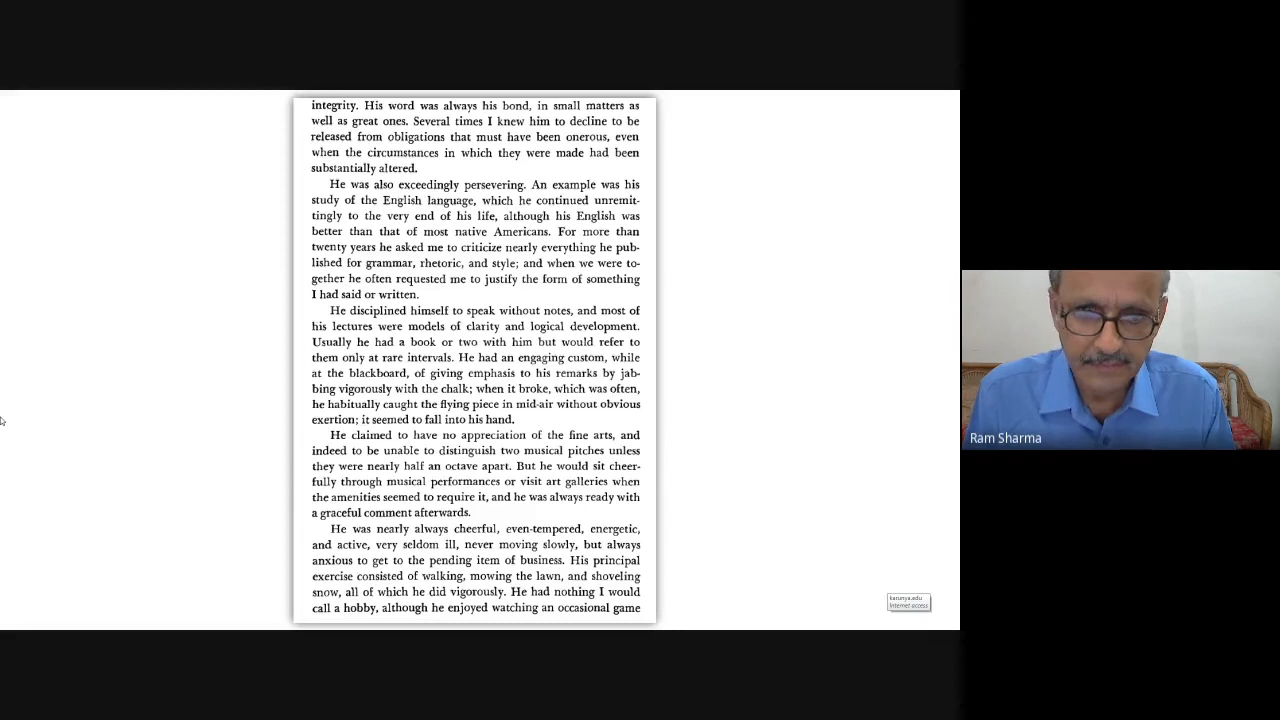 integrity. His word was always his bond, in small matters as
well as great ones. Several times I knew him to decline to be
released from obligations that must have been onerous, even
when the circumstances in which they were made had been
substantially altered.
He was also exceedingly persevering. An example was his
study of the English language, which he continued unremit-
tingly to the very end of his life, although his English was
better than that of most native Americans. For more than
twenty years he asked me to criticize nearly everything he pub-
lished for grammar, rhetoric, and style; and when we were to-
gether he often requested me to justify the form of something
I had said or written.
He disciplined himself to speak without notes, and most of
his lectures were models of clarity and logical development.
Usually he had a book or two with him but would refer to
them only at rare intervals. He had an engaging custom, while
at the blackboard, of giving emphasis to his remarks by jab-
bing vigorously with the chalk; when it broke, which was often,
he habitually caught the flying piece in mid-air without obvious
exertion; it seemed to fall into his hand.
He claimed to have no appreciation of the fine arts, and
indeed to be unable to distinguish two musical pitches unless
they were nearly half an octave apart. But he would sit cheer-
fully through musical performances or visit art galleries when
the amenities seemed to require it, and he was always ready with
a graceful comment afterwards.
He was nearly always cheerful, even-tempered, energetic,
and active, very seldom ill, never moving slowly, but always
anxious to get to the pending item of business. His principal
exercise consisted of walking, mowing the lawn, and shoveling
snow, all of which he did vigorously. He had nothing I would
call a hobby, although he enjoyed watching an occasional game
karunya.edu
Internet access
Ram Sharma